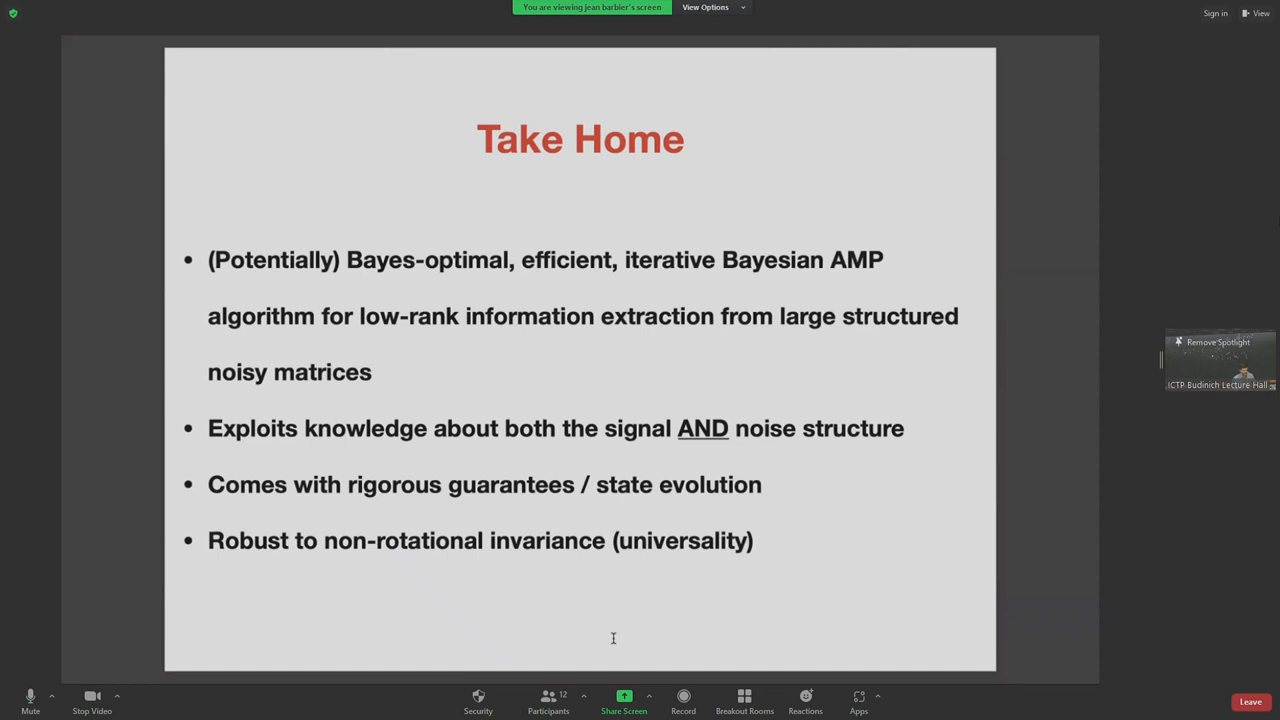 You are viewing jean barbier's screen
View Options
Sign in
View
Take Home
• (Potentially) Bayes-optimal, efficient, iterative Bayesian AMP
algorithm for low-rank information extraction from large structured
noisy matrices
• Exploits knowledge about both the signal AND noise structure
• Comes with rigorous guarantees / state evolution
• Robust to non-rotational invariance (universality)
Remove Spotlight
ICTP Budinich Lecture Hall
Mute
Stop Video
Security
Participants
12
Share Screen
Record
Breakout Rooms
Reactions
Apps
Leave